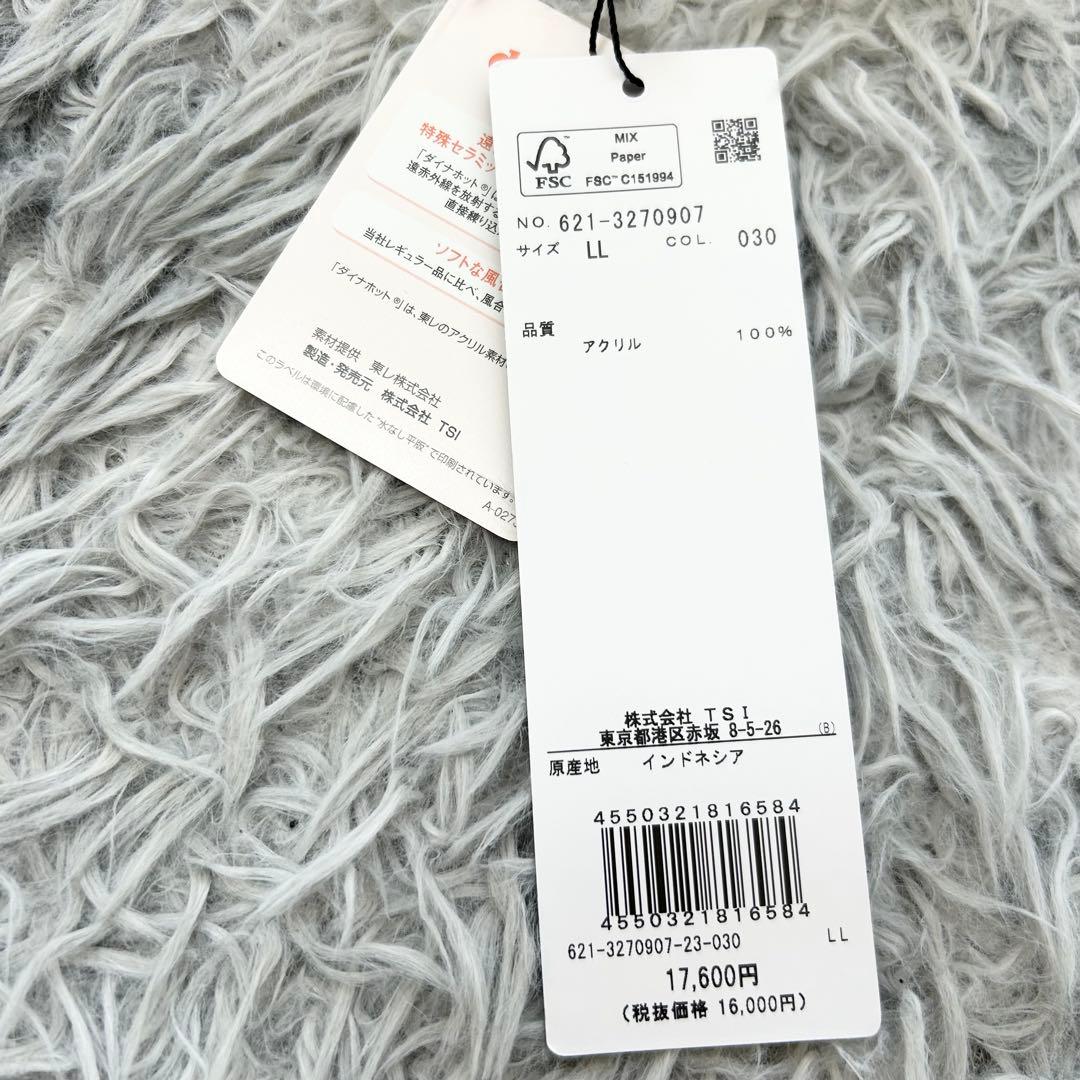 特殊セラミッ
「ダイナホット®」は
遠赤外線を放射する
直接練り込
ソフトな風合
当社レギュラー品に比べ、風合
「ダイナホット®」は、東レのアクリル素材
素材提供 東レ株式会社
製造・発売元 株式会社 TSI
このラベルは環境に配慮した"水なし平版"で印刷されています。
A-027
FSC™
MIX
Paper
FSC™ C151994
NO. 621-3270907
サイズ LL COL. 030
品質
アクリル 100%
株式会社 TSI
東京都港区赤坂 8-5-26 (B)
原産地 インドネシア
4550321816584
4550321816584
621-3270907-23-030 LL
17,600円
(税抜価格 16,000円)